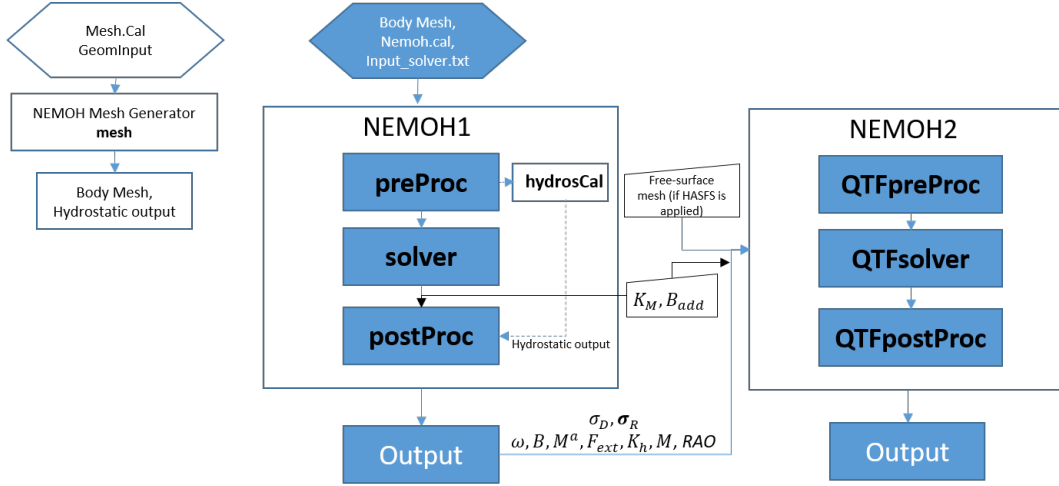 Mesh.Cal
GeomInput
NEMOH Mesh Generator
mesh
Body Mesh,
Hydrostatic output
Body Mesh,
Nemoh.cal,
Input_solver.txt
NEMOH1
preProc
hydrosCal
solver
postProc
Hydrostatic output
Output
Free-surface
mesh (if HASFS is
applied)
K_M, B_add
σ_D, σ_R
ω, B, M^a, F_ext, K_h, M, RAO
NEMOH2
QTFpreProc
QTFsolver
QTFpostProc
Output